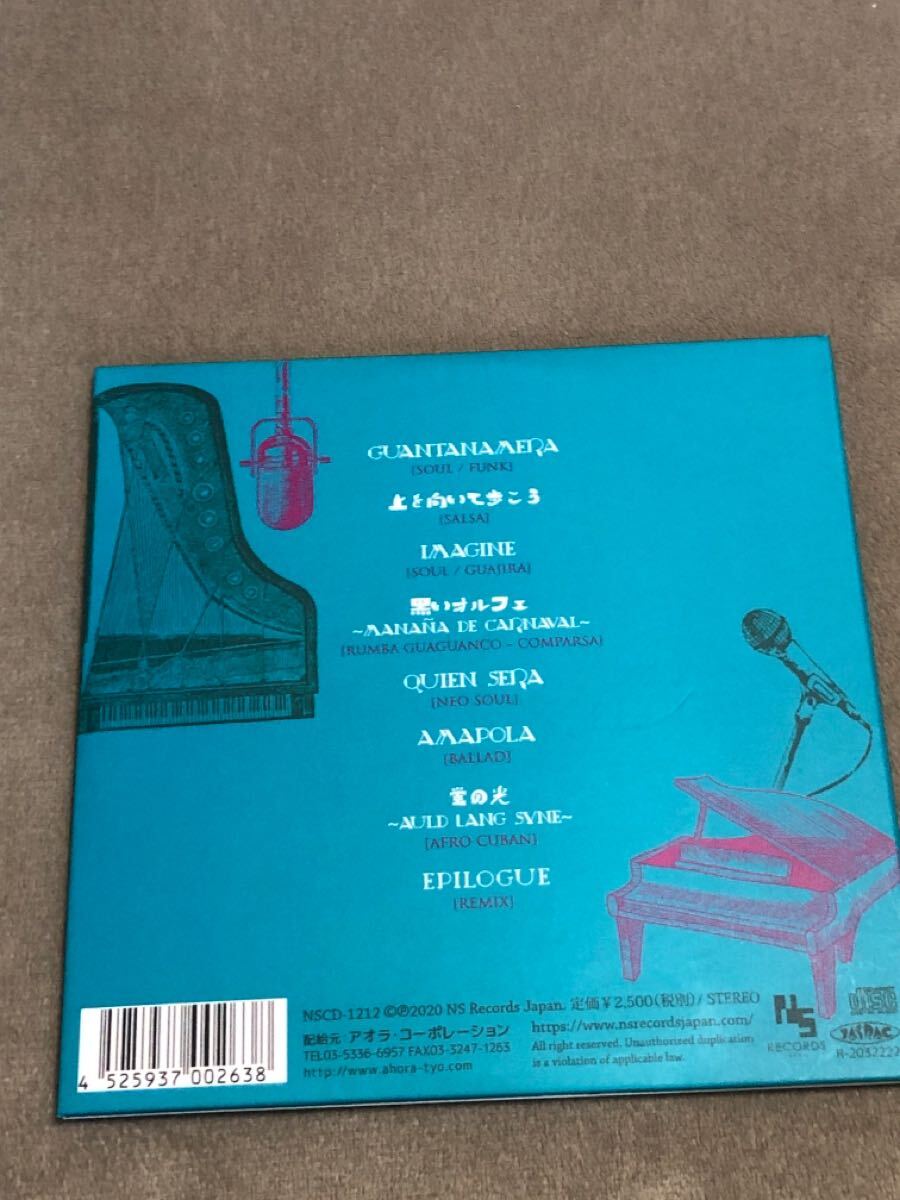 GUANTANAMERA
[SOUL / FUNK]
上を向いて歩こう
[SALSA]
IMAGINE
[SOUL / GUAJIRA]
黒いオルフェ
~MANAÑA DE CARNAVAL~
[RUMBA GUAGUANCO - COMPARSA]
QUIEN SERA
[NEO SOUL]
AMAPOLA
[BALLAD]
蛍の光
~AULD LANG SYNE~
[AFRO CUBAN]
EPILOGUE
[REMIX]
NSCD-1212 ©℗2020 NS Records Japan. 定価¥2,500(税別)/ STEREO
配給元:アオラ・コーポレーション
TEL03-5336-6957 FAX03-3247-1263
http://www.ahora-tyo.com
https://www.nsrecordsjapan.com/
All right reserved. Unauthorized duplication
is a violation of applicable law.
NS
RECORDS
DISC
JASRAC
R-2032222
4 525937 002638